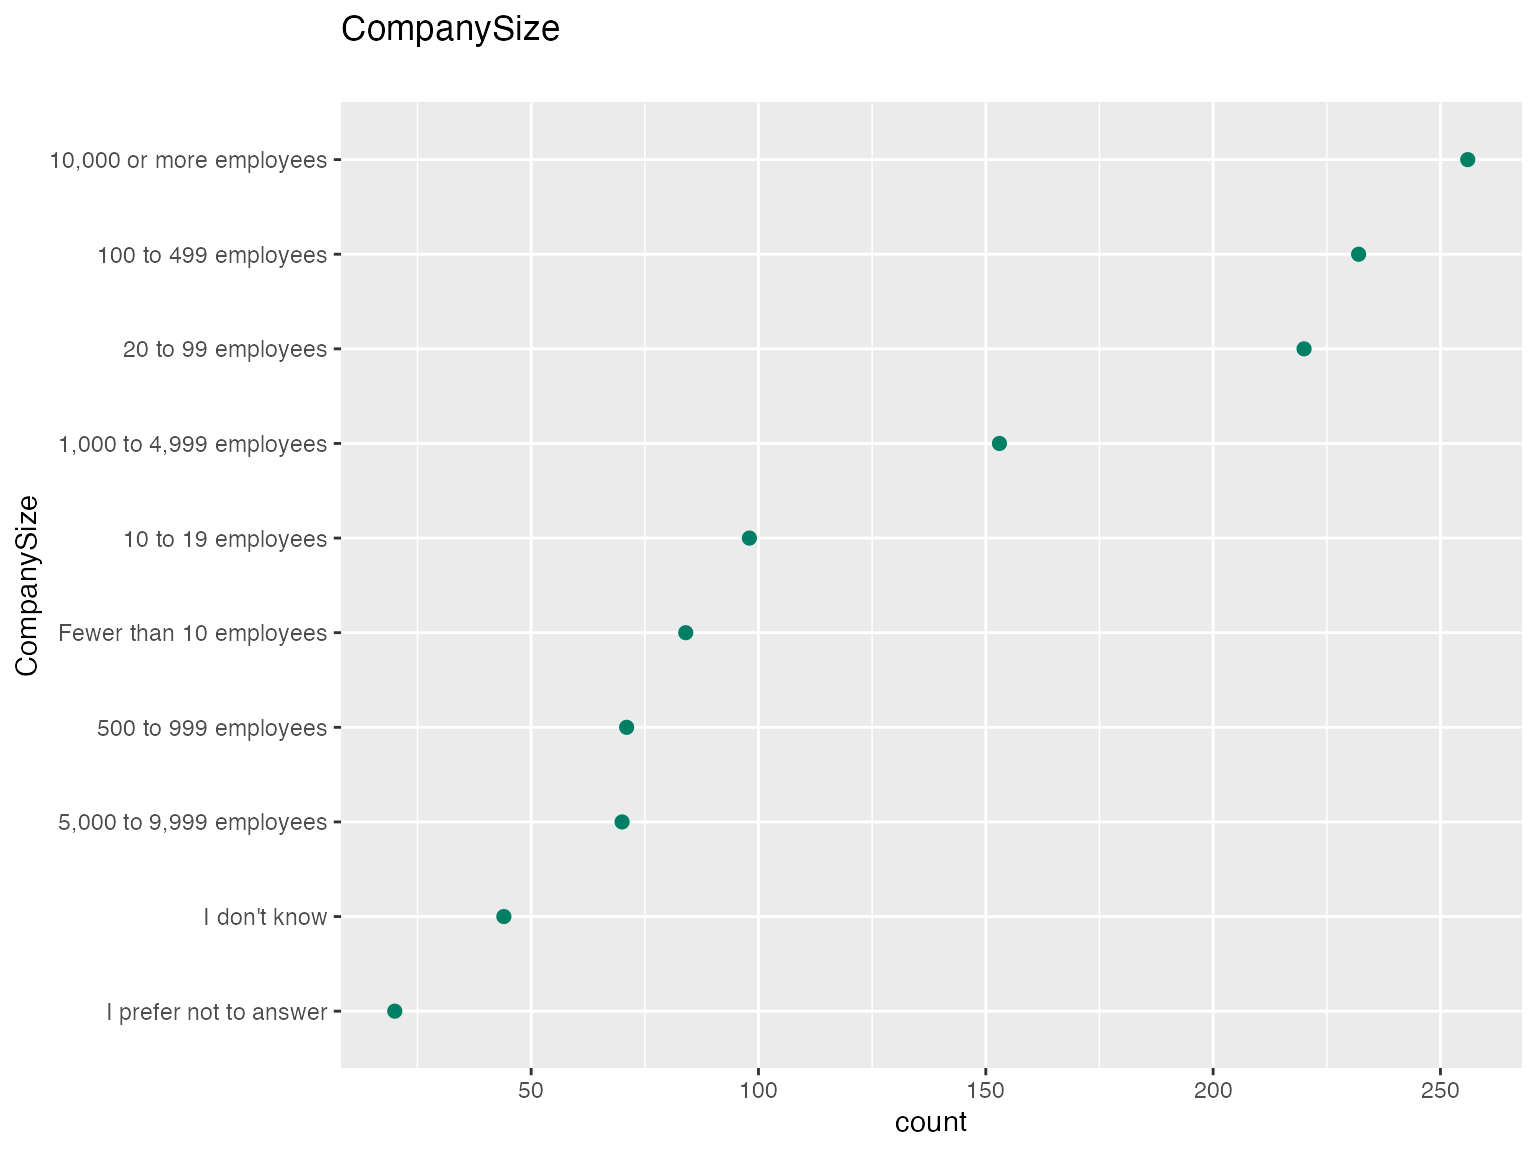 CompanySize
10,000 or more employees
100 to 499 employees
20 to 99 employees
1,000 to 4,999 employees
10 to 19 employees
Fewer than 10 employees
500 to 999 employees
5,000 to 9,999 employees
I don't know
I prefer not to answer
CompanySize
50 100 150 200 250
count